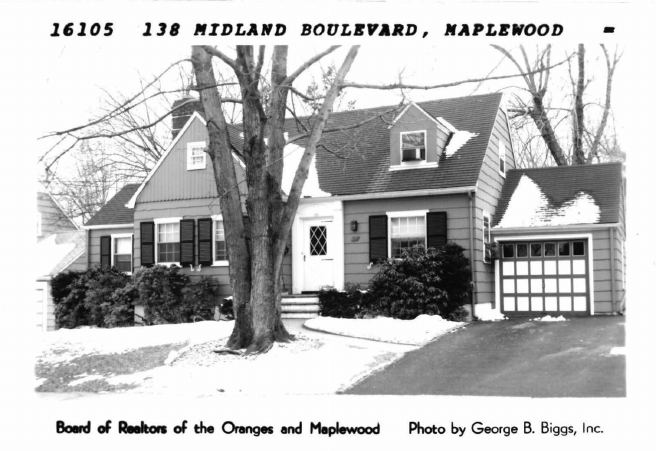 16105 138 MIDLAND BOULEVARD, MAPLEWOOD =
Board of Realtors of the Oranges and Maplewood Photo by George B. Biggs, Inc.